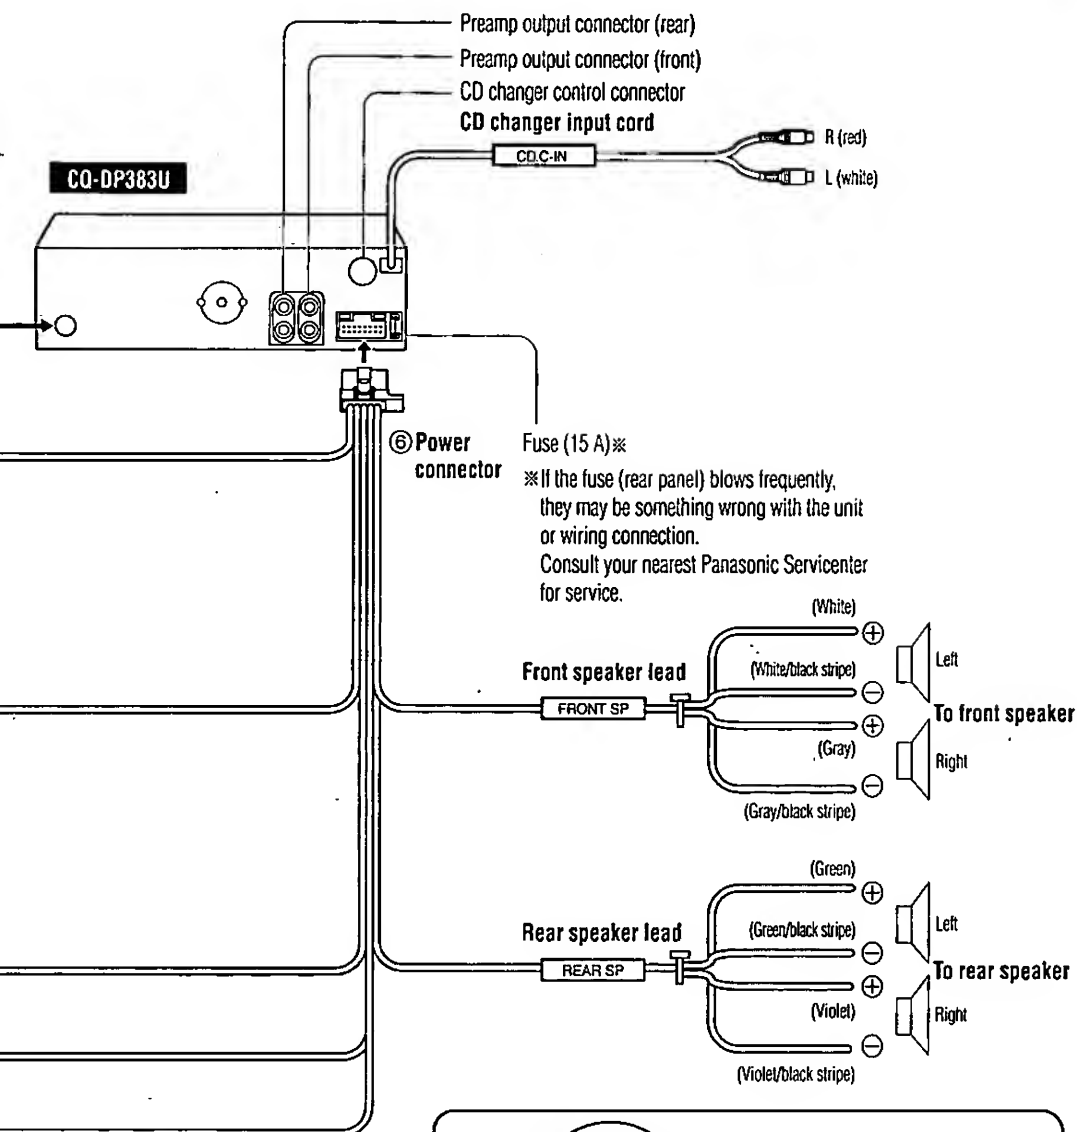 Preamp output connector (rear)
Preamp output connector (front)
CD changer control connector
CD changer input cord
CD.C-IN
R (red)
L (white)
CQ-DP383U
⑥Power
connector
Fuse (15 A)※
※If the fuse (rear panel) blows frequently,
they may be something wrong with the unit
or wiring connection.
Consult your nearest Panasonic Servicenter
for service.
(White)
⊕
Left
Front speaker lead
(White/black stripe)
⊖
FRONT SP
To front speaker
⊕
(Gray)
Right
⊖
(Gray/black stripe)
(Green)
⊕
Left
Rear speaker lead
(Green/black stripe)
⊖
REAR SP
To rear speaker
⊕
(Violet)
Right
⊖
(Violet/black stripe)